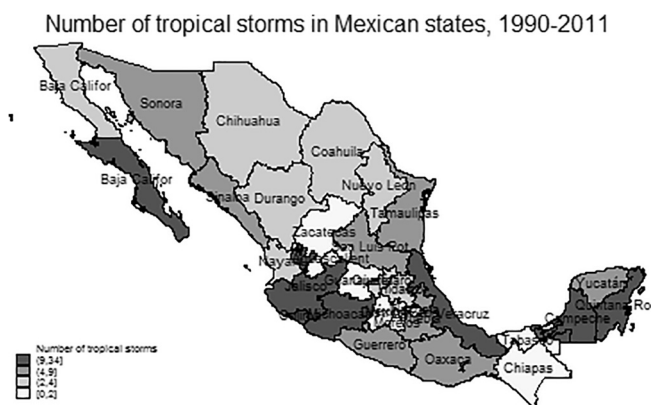 Number of tropical storms in Mexican states, 1990-2011
Baja Califor
Sonora
Chihuahua
Coahuila
Baja Califor
Nuevo León
Sinaloa
Durango
Tamaulipas
Zacatecas
San Luis Pot
Jalisco
Veracruz
Yucatán
Quintana Ro
Campeche
Tabasco
Morelos
Guerrero
Oaxaca
Chiapas
Number of tropical storms
(9,34]
(4,9]
(2,4]
[0,2]